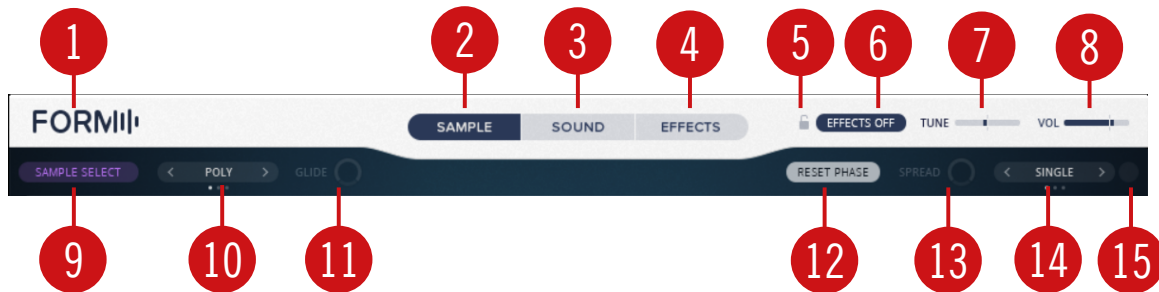 1 2 3 4 5 6 7 8
FORM
SAMPLE SOUND EFFECTS EFFECTS OFF TUNE VOL
SAMPLE SELECT < POLY > GLIDE RESET PHASE SPREAD < SINGLE >
9 10 11 12 13 14 15